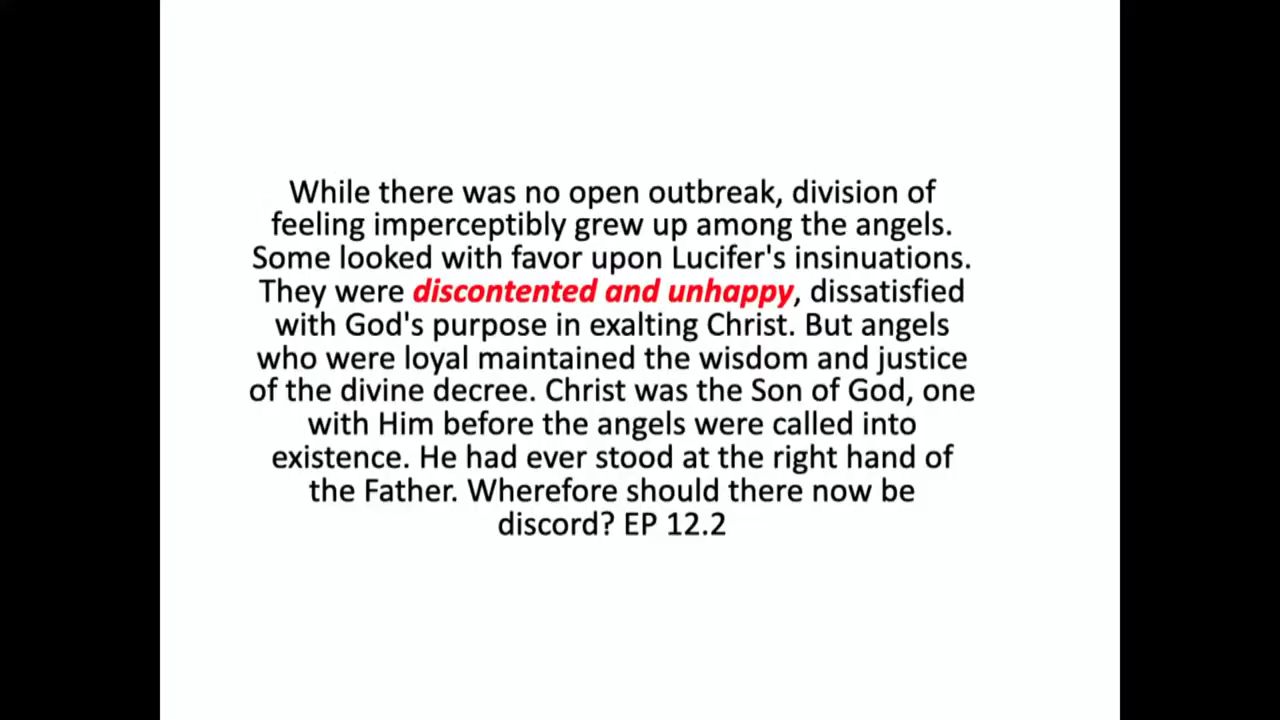 While there was no open outbreak, division of
feeling imperceptibly grew up among the angels.
Some looked with favor upon Lucifer's insinuations.
They were discontented and unhappy, dissatisfied
with God's purpose in exalting Christ. But angels
who were loyal maintained the wisdom and justice
of the divine decree. Christ was the Son of God, one
with Him before the angels were called into
existence. He had ever stood at the right hand of
the Father. Wherefore should there now be
discord? EP 12.2